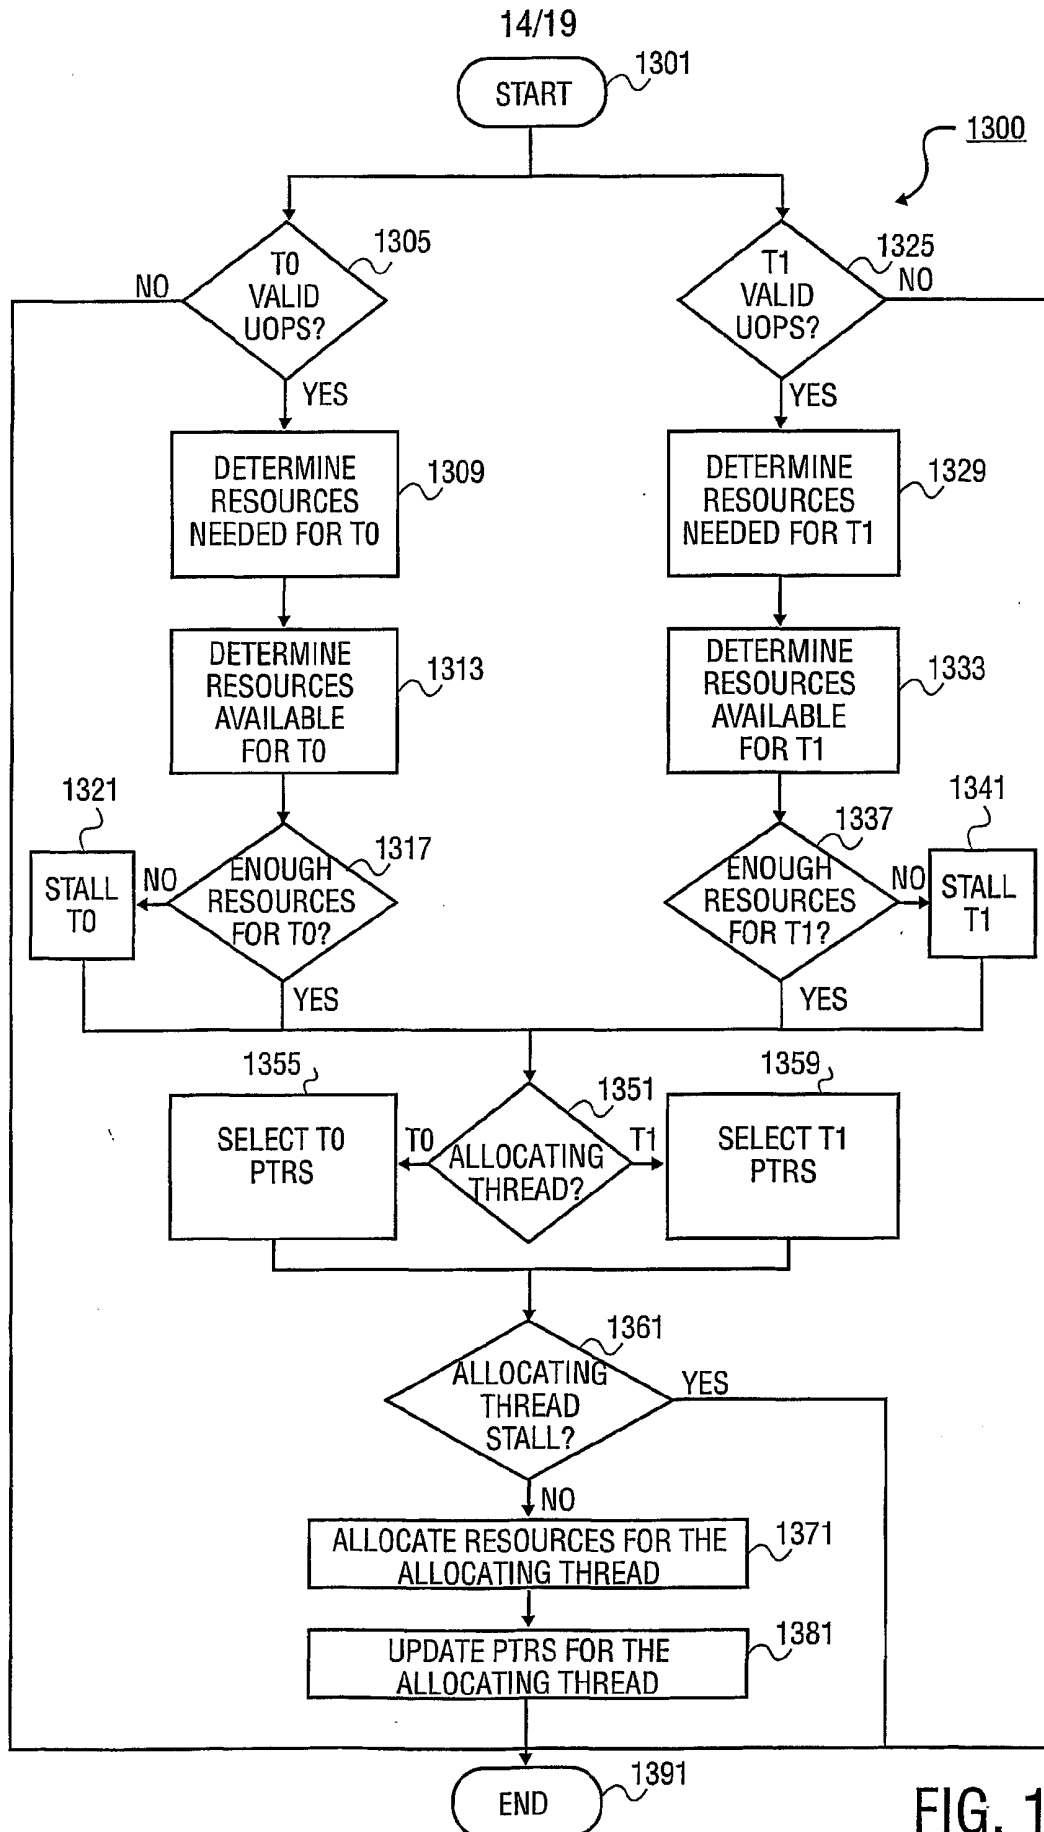 14/19
START
1301
1300
T0
VALID
UOPS?
1305
NO
YES
T1
VALID
UOPS?
1325
NO
YES
DETERMINE
RESOURCES
NEEDED FOR T0
1309
DETERMINE
RESOURCES
NEEDED FOR T1
1329
DETERMINE
RESOURCES
AVAILABLE
FOR T0
1313
DETERMINE
RESOURCES
AVAILABLE
FOR T1
1333
1321
STALL
T0
NO
ENOUGH
RESOURCES
FOR T0?
1317
YES
ENOUGH
RESOURCES
FOR T1?
1337
NO
YES
1341
STALL
T1
1355
SELECT T0
PTRS
T0
ALLOCATING
THREAD?
1351
T1
1359
SELECT T1
PTRS
1361
ALLOCATING
THREAD
STALL?
YES
NO
ALLOCATE RESOURCES FOR THE
ALLOCATING THREAD
1371
UPDATE PTRS FOR THE
ALLOCATING THREAD
1381
END
1391
FIG. 1